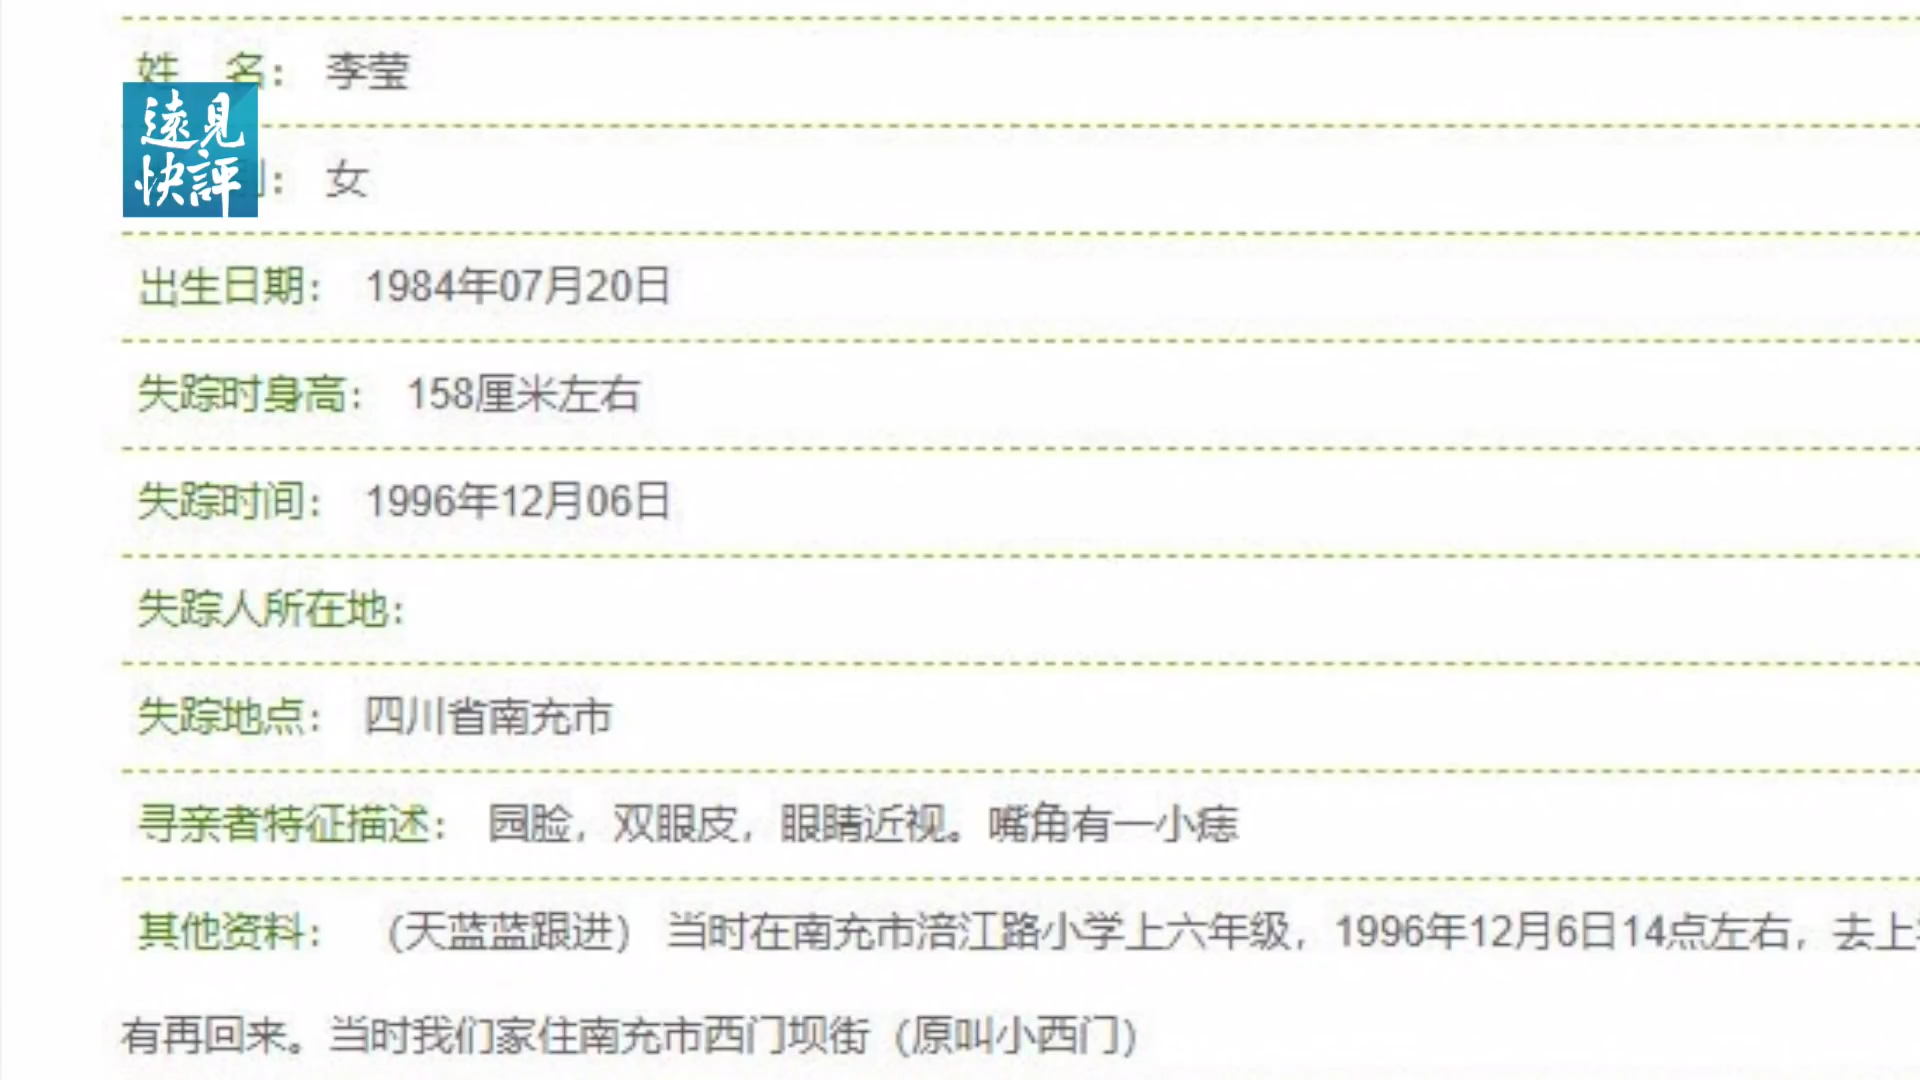 姓 名： 李莹
遠見
快評
别： 女
出生日期： 1984年07月20日
失踪时身高： 158厘米左右
失踪时间： 1996年12月06日
失踪人所在地：
失踪地点： 四川省南充市
寻亲者特征描述： 园脸，双眼皮，眼睛近视。嘴角有一小痣
其他资料： （天蓝蓝跟进） 当时在南充市涪江路小学上六年级，1996年12月6日14点左右，去上
有再回来。当时我们家住南充市西门坝街（原叫小西门）